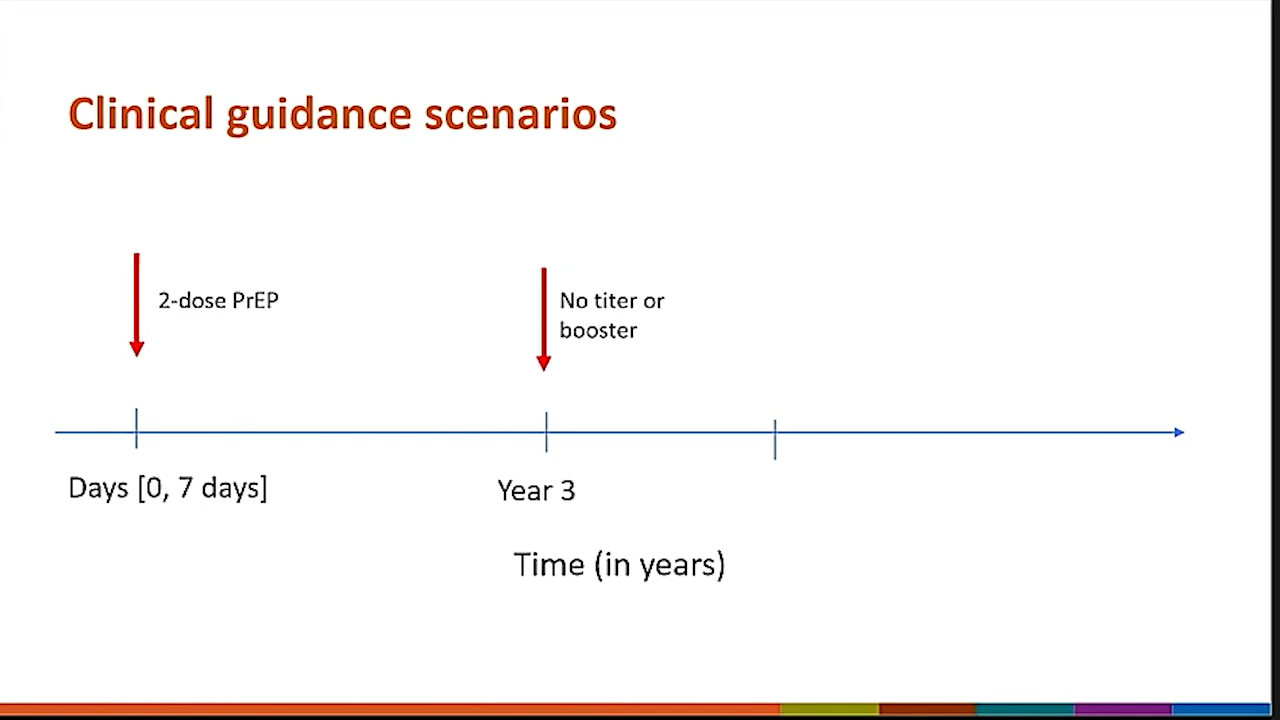 Clinical guidance scenarios
2-dose PrEP
No titer or
booster
Days [0, 7 days]
Year 3
Time (in years)